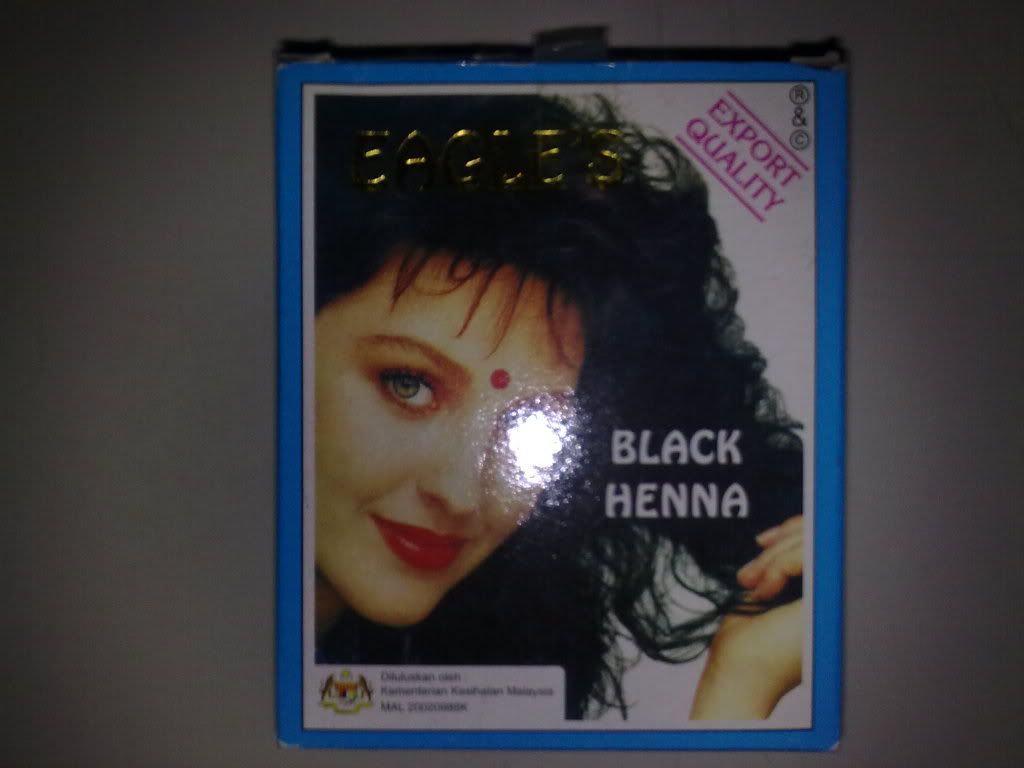 EAGLE'S
® & ©
EXPORT
QUALITY
BLACK
HENNA
Diluluskan oleh :
Kementerian Kesihatan Malaysia